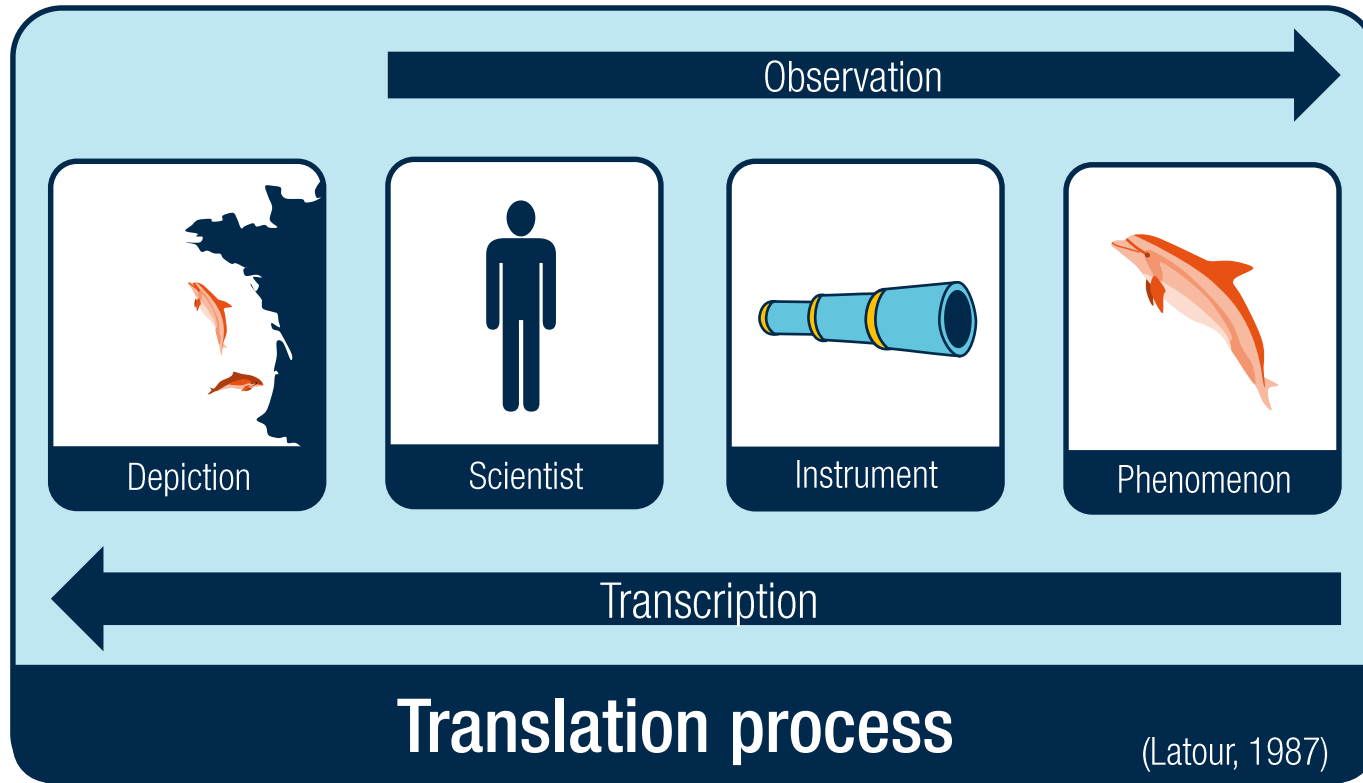 Observation
Depiction
Scientist
Instrument
Phenomenon
Transcription
Translation process
(Latour, 1987)